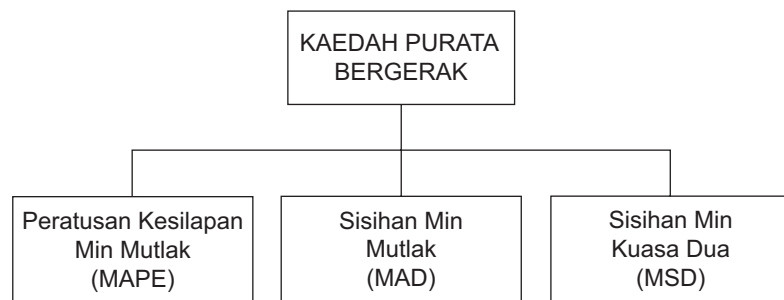 KAEDAH PURATA
BERGERAK
Peratusan Kesilapan
Min Mutlak
(MAPE)
Sisihan Min
Mutlak
(MAD)
Sisihan Min
Kuasa Dua
(MSD)